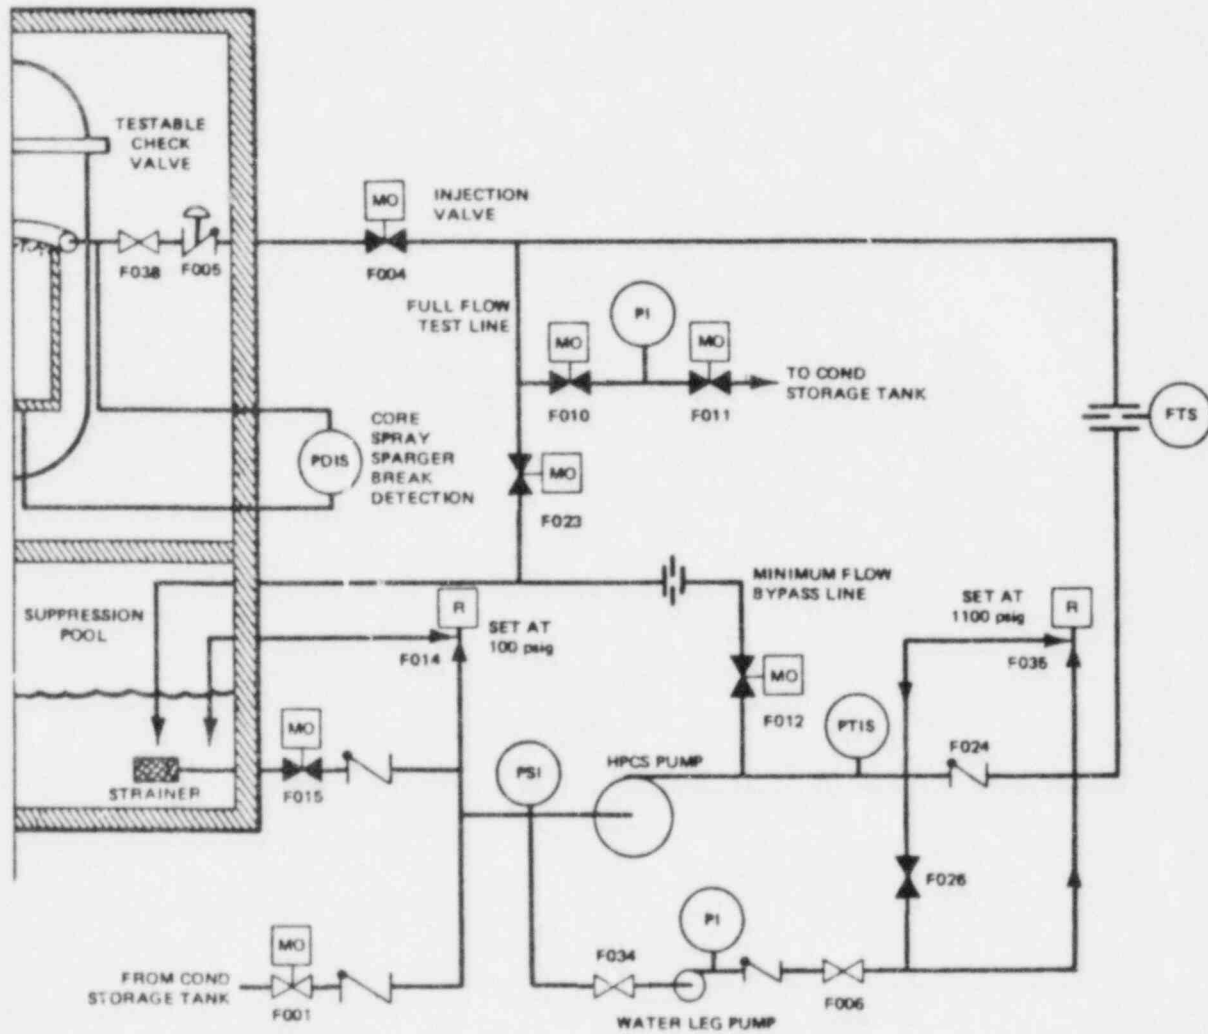 TESTABLE
CHECK
VALVE
MO
INJECTION
VALVE
F038
F005
F004
FULL FLOW
TEST LINE
PI
MO
MO
TO COND
STORAGE TANK
F010
F011
FTS
CORE
SPRAY
SPARGER
BREAK
DETECTION
PDIS
MO
F023
MINIMUM FLOW
BYPASS LINE
SUPPRESSION
POOL
R
SET AT
100 psig
F014
SET AT
1100 psig
R
F035
MO
F012
PTIS
F024
MO
F015
STRAINER
PSI
HPCS PUMP
F026
PI
MO
F034
F006
FROM COND
STORAGE TANK
F001
WATER LEG PUMP